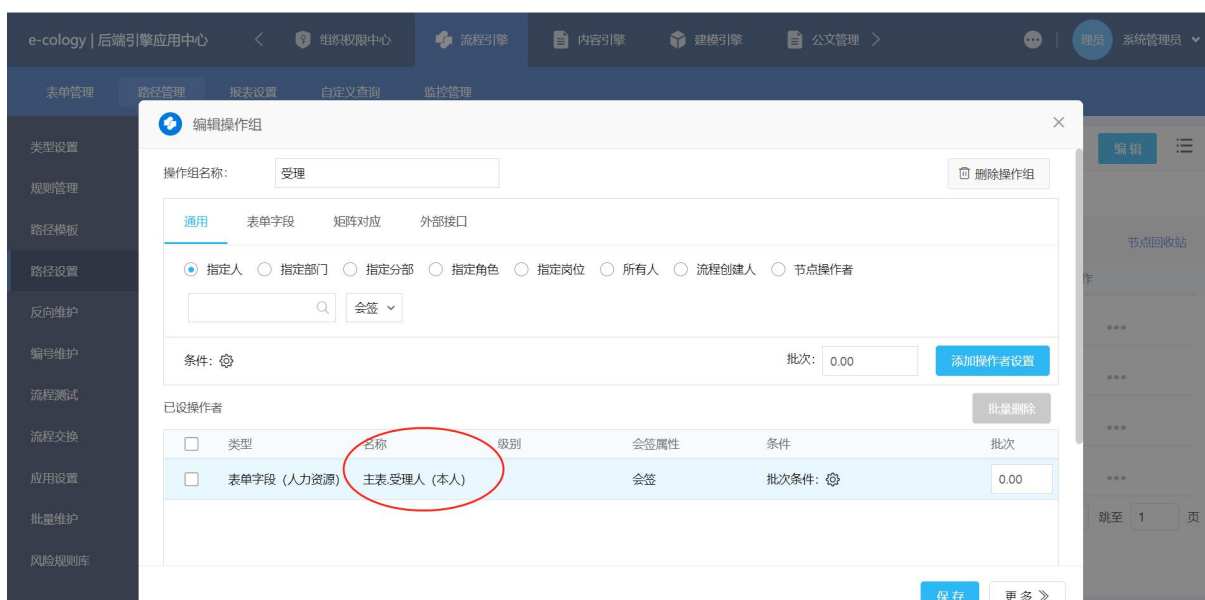 e-cology | 后端引擎应用中心 组织权限中心 流程引擎 内容引擎 建模引擎 公文管理 理员 系统管理员
表单管理 路径管理 报表设置 自定义查询 监控管理
编辑操作组
类型设置 编辑
操作组名称: 受理 删除操作组
规则管理
通用 表单字段 矩阵对应 外部接口
路径模板 节点回收站
路径设置 指定人 指定部门 指定分部 指定角色 指定岗位 所有人 流程创建人 节点操作者 作
反向维护 会签
编号维护 条件: 批次: 0.00 添加操作者设置
流程测试
已设操作者 批量删除
流程交换 类型 名称 级别 会签属性 条件 批次
应用设置 表单字段 (人力资源) 主表.受理人 (本人) 会签 批次条件: 0.00
批量维护 跳至 1 页
风险规则库
保存 更多